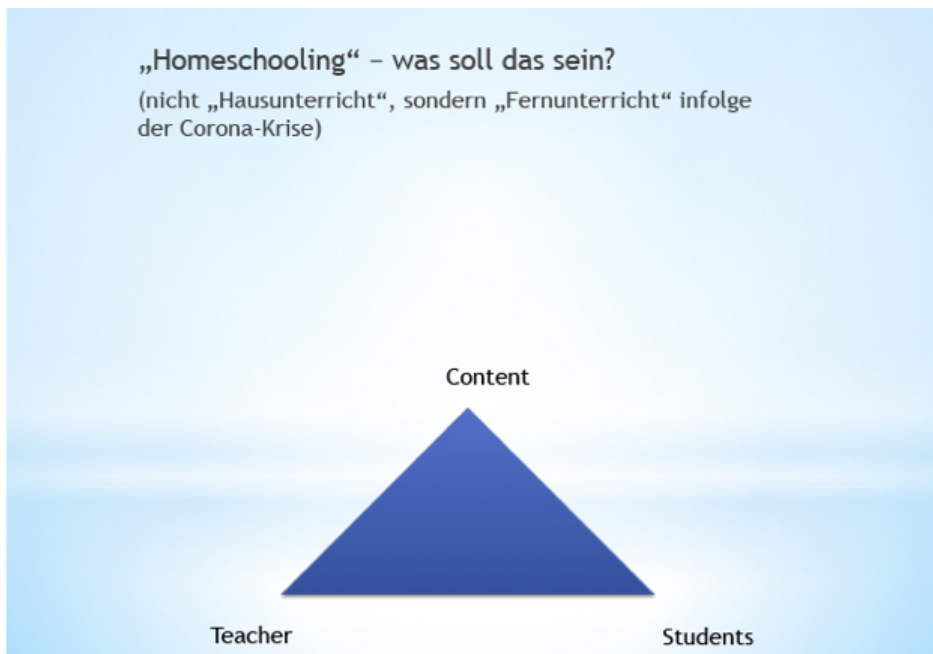 „Homeschooling“ – was soll das sein?
(nicht „Hausunterricht“, sondern „Fernunterricht“ infolge
der Corona-Krise)
Content
Teacher
Students